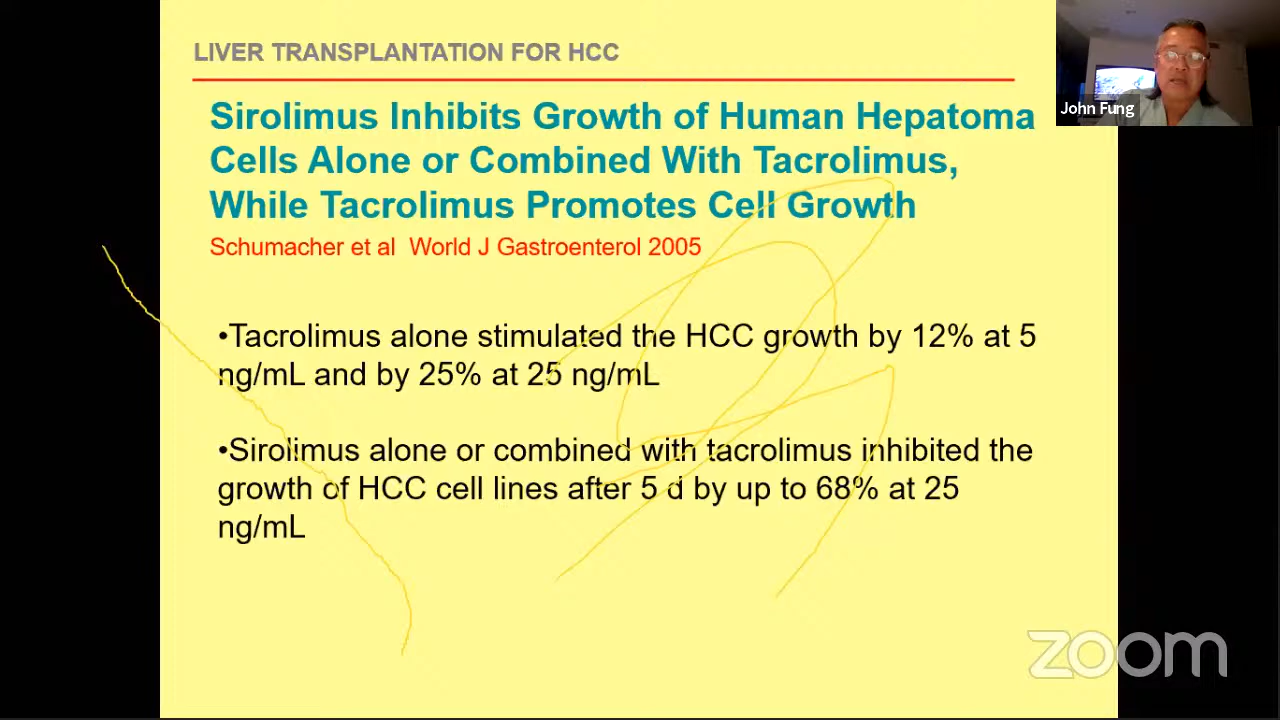 LIVER TRANSPLANTATION FOR HCC
John Fung
Sirolimus Inhibits Growth of Human Hepatoma
Cells Alone or Combined With Tacrolimus,
While Tacrolimus Promotes Cell Growth
Schumacher et al World J Gastroenterol 2005
•Tacrolimus alone stimulated the HCC growth by 12% at 5
ng/mL and by 25% at 25 ng/mL
•Sirolimus alone or combined with tacrolimus inhibited the
growth of HCC cell lines after 5 d by up to 68% at 25
ng/mL
zoom